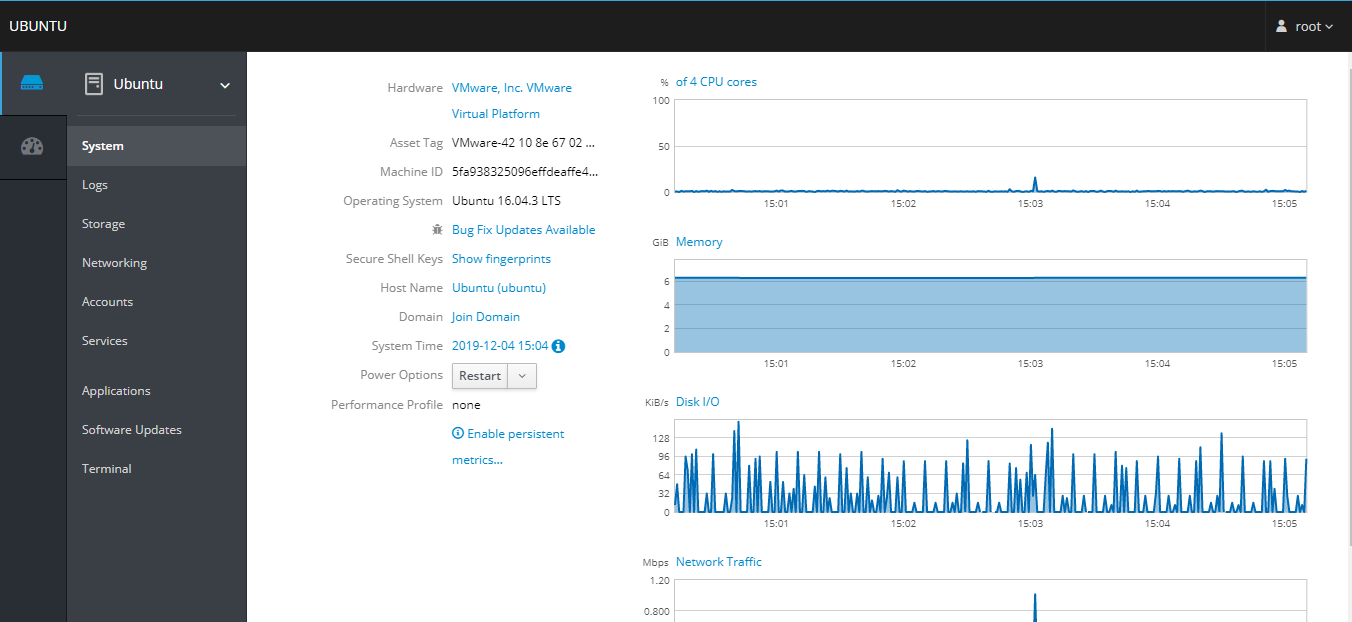 UBUNTU
root
Ubuntu
System
Logs
Storage
Networking
Accounts
Services
Applications
Software Updates
Terminal
Hardware VMware, Inc. VMware
Virtual Platform
Asset Tag VMware-42 10 8e 67 02 ...
Machine ID 5fa938325096effdeaffe4...
Operating System Ubuntu 16.04.3 LTS
Bug Fix Updates Available
Secure Shell Keys Show fingerprints
Host Name Ubuntu (ubuntu)
Domain Join Domain
System Time 2019-12-04 15:04
Power Options Restart
Performance Profile none
Enable persistent
metrics...
% of 4 CPU cores
100
50
0
15:01 15:02 15:03 15:04 15:05
GiB Memory
6
4
2
0
15:01 15:02 15:03 15:04 15:05
KiB/s Disk I/O
128
96
64
32
0
15:01 15:02 15:03 15:04 15:05
Mbps Network Traffic
1.20
0.800